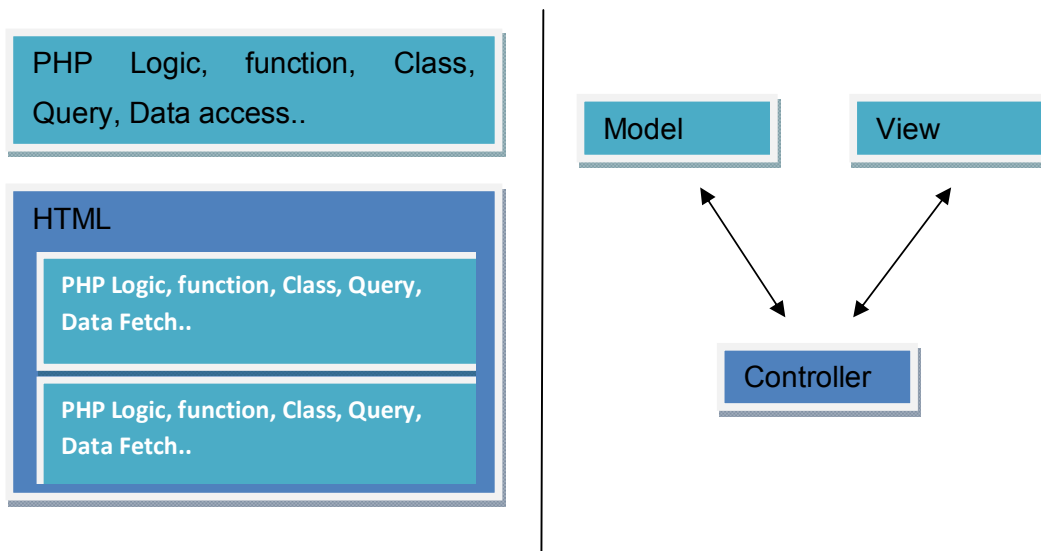 PHP Logic, function, Class,
Query, Data access..
HTML
PHP Logic, function, Class, Query,
Data Fetch..
PHP Logic, function, Class, Query,
Data Fetch..
Model
View
Controller